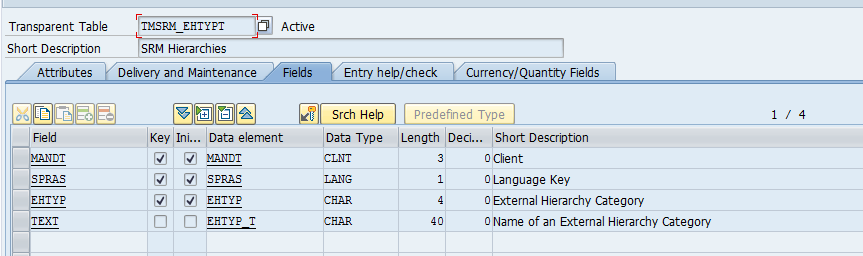 Transparent Table TMSRM_EHTYPT Active
Short Description SRM Hierarchies
Attributes Delivery and Maintenance Fields Entry help/check Currency/Quantity Fields
Srch Help Predefined Type 1 / 4
Field Key Ini... Data element Data Type Length Deci... Short Description
MANDT MANDT CLNT 3 0 Client
SPRAS SPRAS LANG 1 0 Language Key
EHTYP EHTYP CHAR 4 0 External Hierarchy Category
TEXT EHTYP_T CHAR 40 0 Name of an External Hierarchy Category